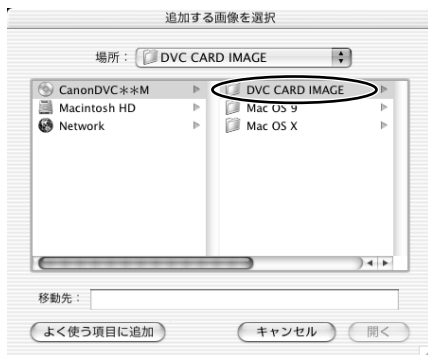 追加する画像を選択
場所： DVC CARD IMAGE
CanonDVC＊＊M
Macintosh HD
Network
DVC CARD IMAGE
Mac OS 9
Mac OS X
移動先：
よく使う項目に追加
キャンセル
開く